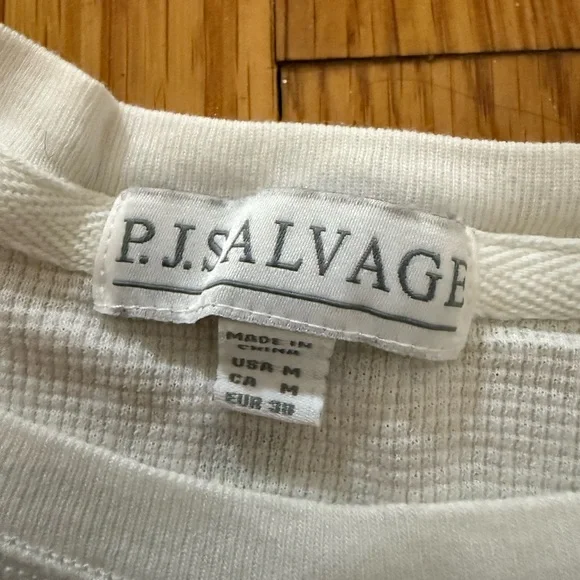 P.J.SALVAGE
MADE IN
CHINA
USA M
CA M
EUR 38